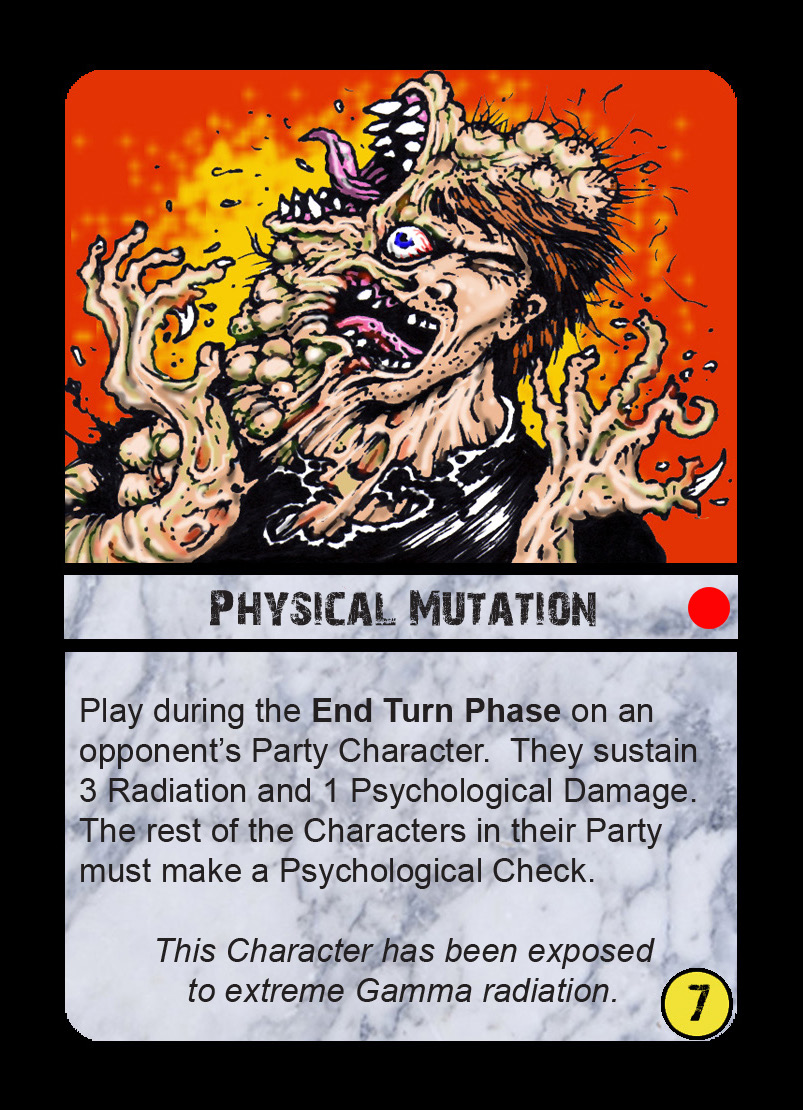 Physical Mutation
Play during the End Turn Phase on an
opponent’s Party Character.  They sustain
3 Radiation and 1 Psychological Damage.
The rest of the Characters in their Party
must make a Psychological Check.
This Character has been exposed
to extreme Gamma radiation.
7